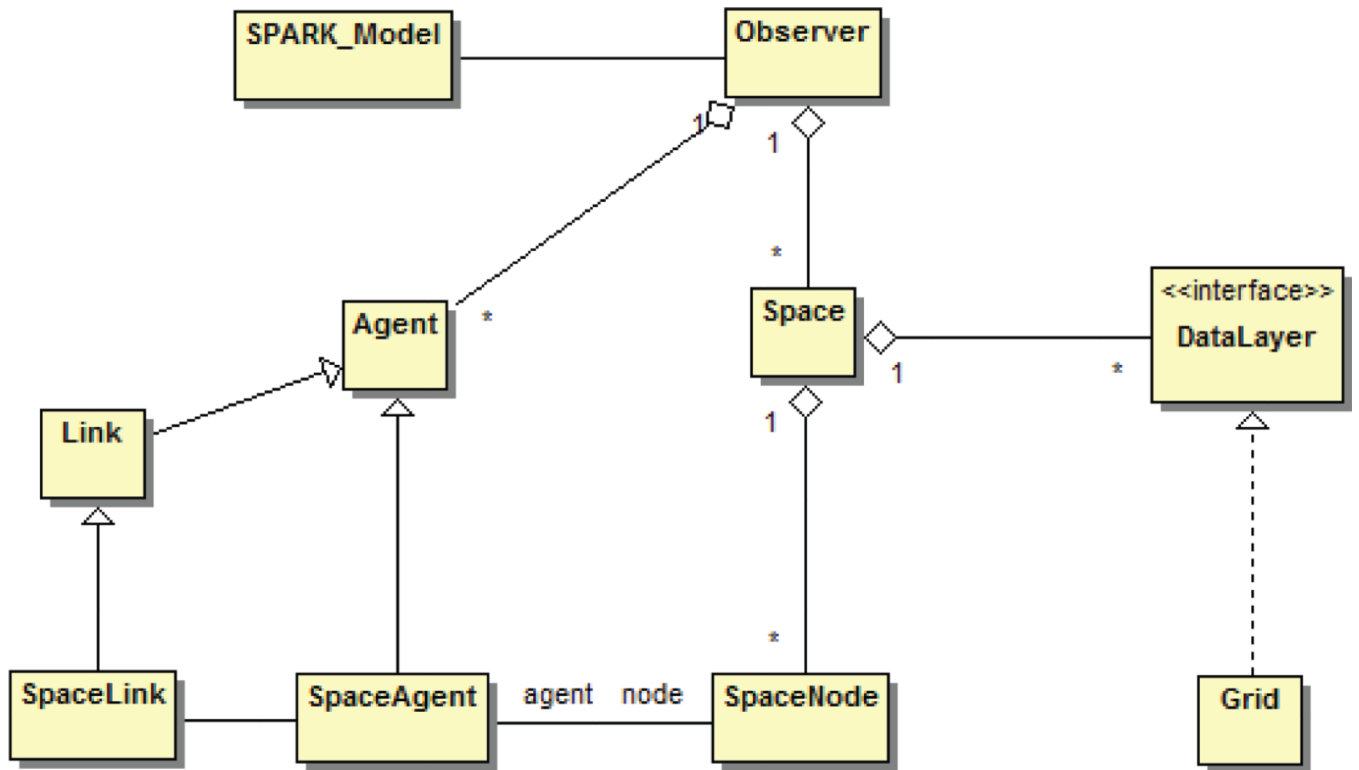 SPARK_Model
Observer
1
1
*
Agent
*
Space
1
*
<<interface>>
DataLayer
1
Link
*
SpaceLink
SpaceAgent
agent node
SpaceNode
Grid